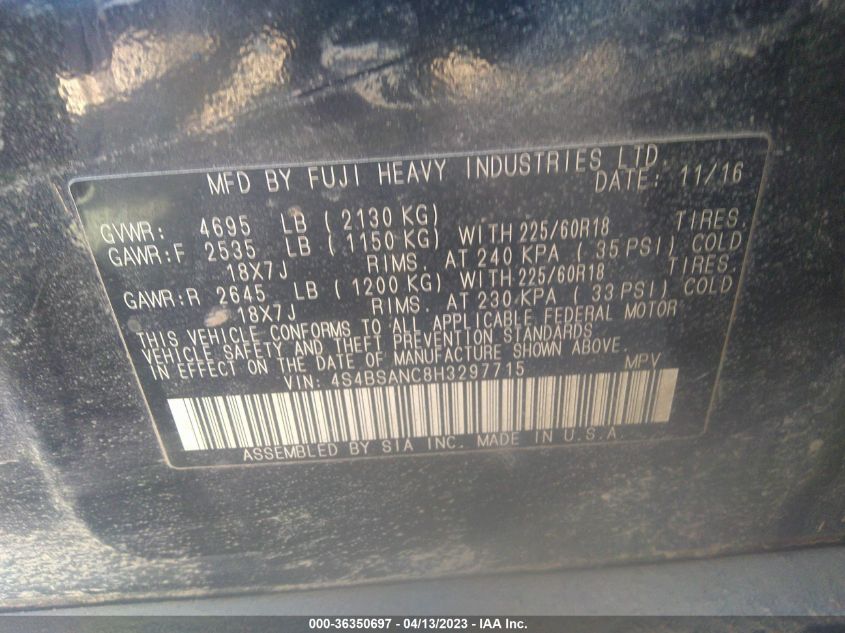 MFD BY FUJI HEAVY INDUSTRIES LTD.
DATE: 11/16
GVWR: 4695 LB ( 2130 KG)
GAWR:F 2535 LB ( 1150 KG) WITH 225/60R18 TIRES.
18X7J RIMS. AT 240 KPA ( 35 PSI) COLD
GAWR:R 2645 LB ( 1200 KG) WITH 225/60R18 TIRES.
18X7J RIMS. AT 230 KPA ( 33 PSI) COLD
THIS VEHICLE CONFORMS TO ALL APPLICABLE FEDERAL MOTOR
VEHICLE SAFETY AND THEFT PREVENTION STANDARDS
IN EFFECT ON THE DATE OF MANUFACTURE SHOWN ABOVE.
VIN: 4S4BSANC8H3297715 MPV
ASSEMBLED BY SIA INC. MADE IN U.S.A.
000-36350697 - 04/13/2023 - IAA Inc.